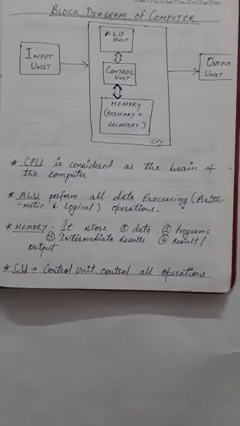 BLOCK DIAGRAM OF COMPUTER
ALU
UNIT
INPUT
UNIT
CONTROL
UNIT
OUTPUT
UNIT
MEMORY
(PRIMARY +
SECONDARY)
CPU
* CPU is considered as the brain of
the computer
* ALU perform all data Processing (Arith-
-metic & Logical) operations.
* MEMORY - It store ① data ② Programs
③ Intermediate Results ④ Result/
output
* CU → Control unit control all operations